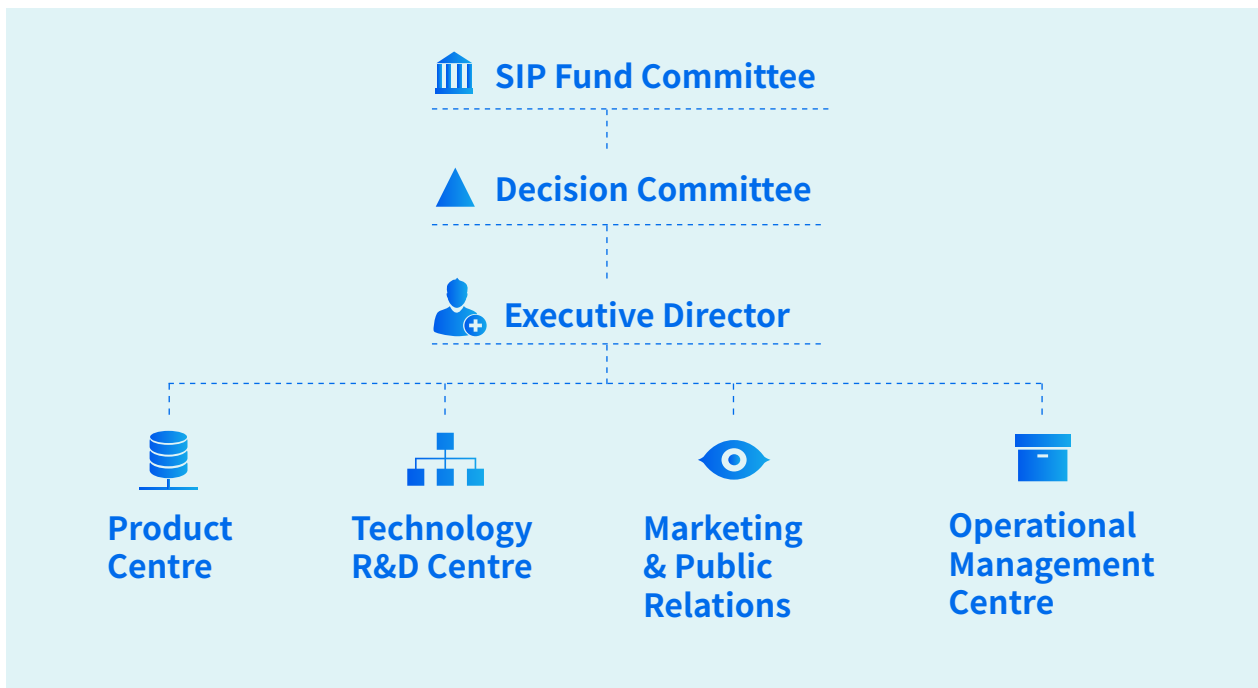 SIP Fund Committee
Decision Committee
Executive Director
Product
Centre
Technology
R&D Centre
Marketing
& Public
Relations
Operational
Management
Centre